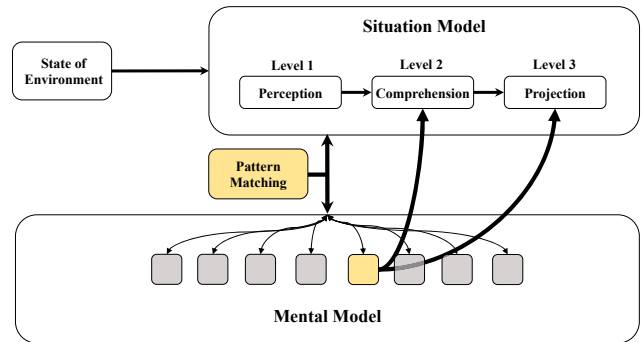 Situation Model
State of
Environment
Level 1
Level 2
Level 3
Perception
Comprehension
Projection
Pattern
Matching
Mental Model